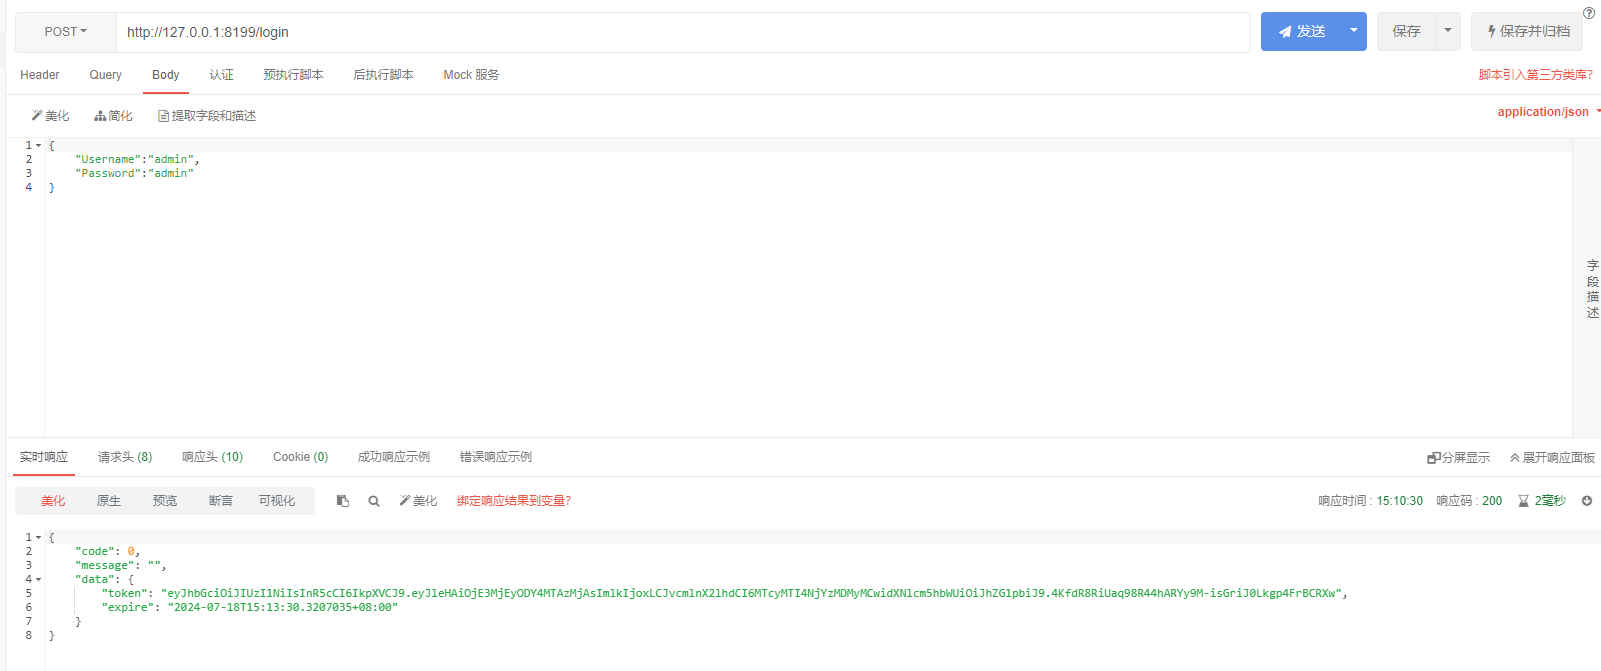 POST http://127.0.0.1:8199/login 发送 保存 保存并归档
Header Query Body 认证 预执行脚本 后执行脚本 Mock 服务 脚本引入第三方类库?
美化 简化 提取字段和描述 application/json
1 {
2 "Username":"admin",
3 "Password":"admin"
4 }
字段描述
实时响应 请求头 (8) 响应头 (10) Cookie (0) 成功响应示例 错误响应示例 分屏显示 展开响应面板
美化 原生 预览 断言 可视化 美化 绑定响应结果到变量? 响应时间 : 15:10:30 响应码 : 200 2毫秒
1 {
2 "code": 0,
3 "message": "",
4 "data": {
5 "token": "eyJhbGciOiJIUzI1NiIsInR5cCI6IkpXVCJ9.eyJleHAiOjE3MjEyODY4MTAzMjAsImlkIjoxLCJvcmlnX2lhdCI6MTcyMTI4NjYzMDMyMCwidXNlcm5hbWUiOiJhZG1pbiJ9.4KfdR8RiUaq98R44hARYy9M-isGriJ0Lkgp4FrBCRXw",
6 "expire": "2024-07-18T15:13:30.3207035+08:00"
7 }
8 }